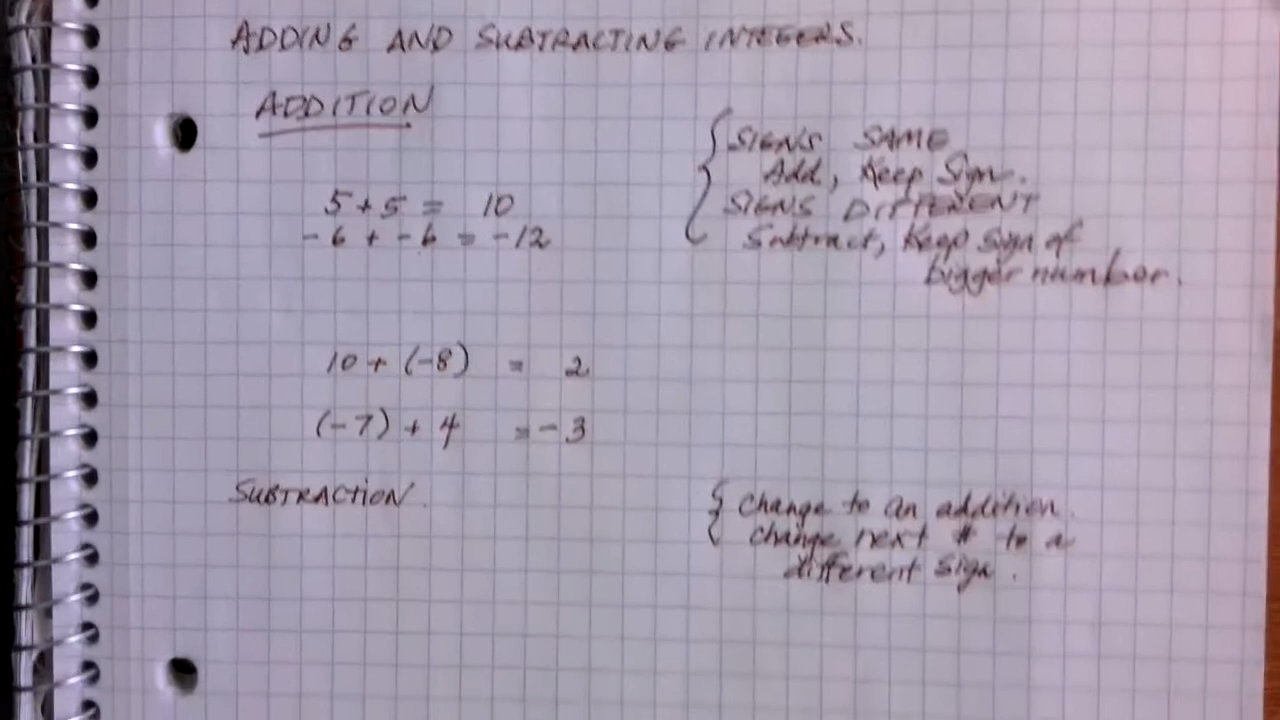 ADDING AND SUBTRACTING INTEGERS.
ADDITION
SIGNS SAME
Add, Keep Sign.
SIGNS DIFFERENT
Subtract, Keep sign of
bigger number.
5 + 5 = 10
-6 + -6 = -12
10 + (-8) = 2
(-7) + 4 = -3
SUBTRACTION.
Change to an addition.
change next # to a
different sign.